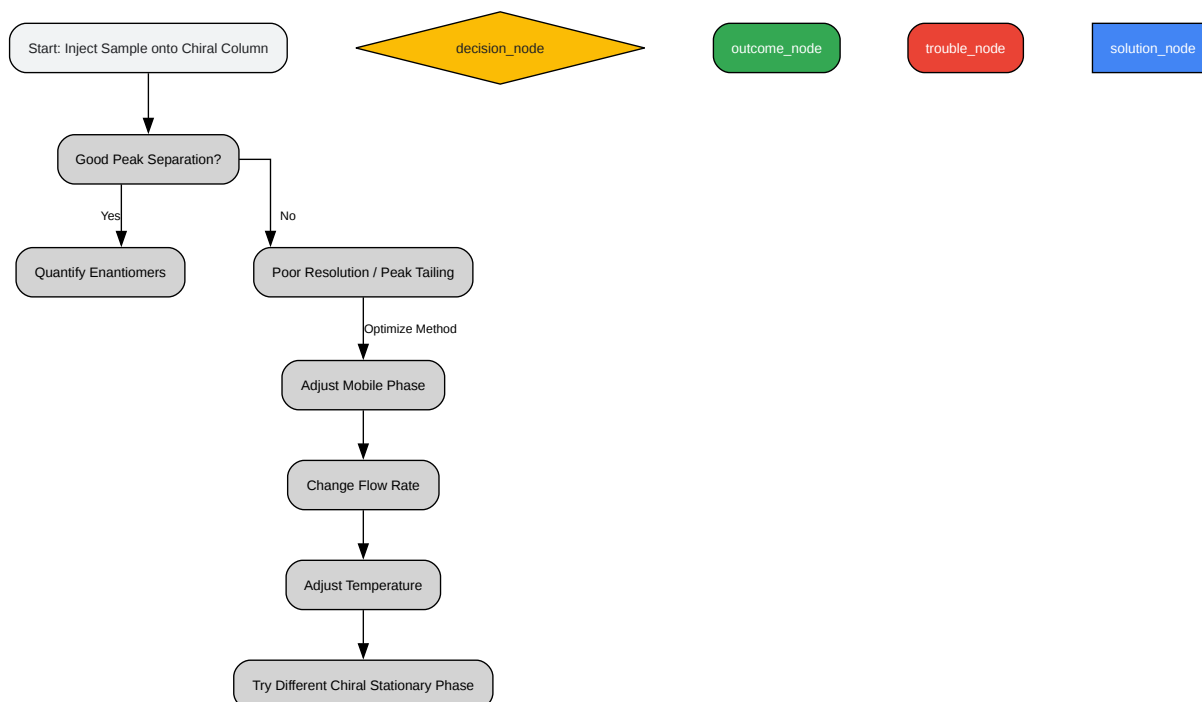 Start: Inject Sample onto Chiral Column
decision_node
outcome_node
trouble_node
solution_node
Good Peak Separation?
Yes
No
Quantify Enantiomers
Poor Resolution / Peak Tailing
Optimize Method
Adjust Mobile Phase
Change Flow Rate
Adjust Temperature
Try Different Chiral Stationary Phase